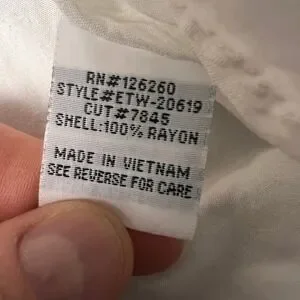 RN#126260
STYLE#ETW-20619
CUT#7845
SHELL:100% RAYON
MADE IN VIETNAM
SEE REVERSE FOR CARE